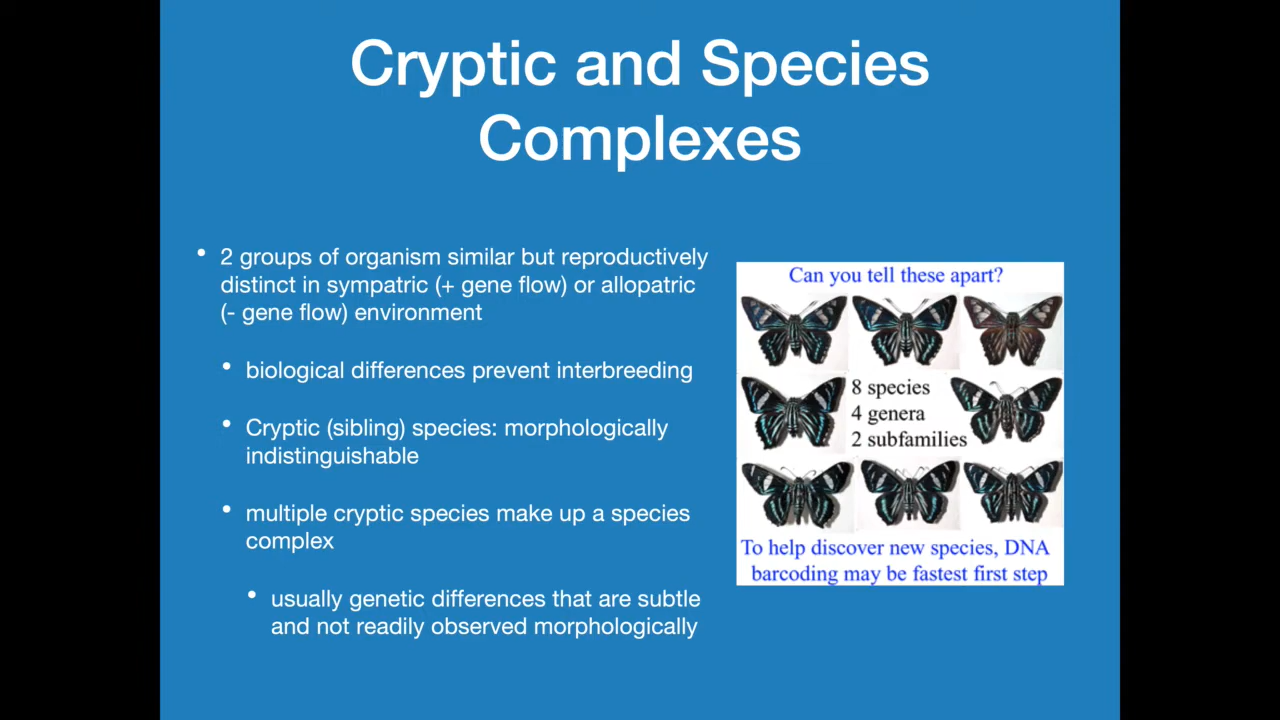 Cryptic and Species
Complexes
• 2 groups of organism similar but reproductively
distinct in sympatric (+ gene flow) or allopatric
(- gene flow) environment
• biological differences prevent interbreeding
• Cryptic (sibling) species: morphologically
indistinguishable
• multiple cryptic species make up a species
complex
• usually genetic differences that are subtle
and not readily observed morphologically
Can you tell these apart?
8 species
4 genera
2 subfamilies
To help discover new species, DNA
barcoding may be fastest first step